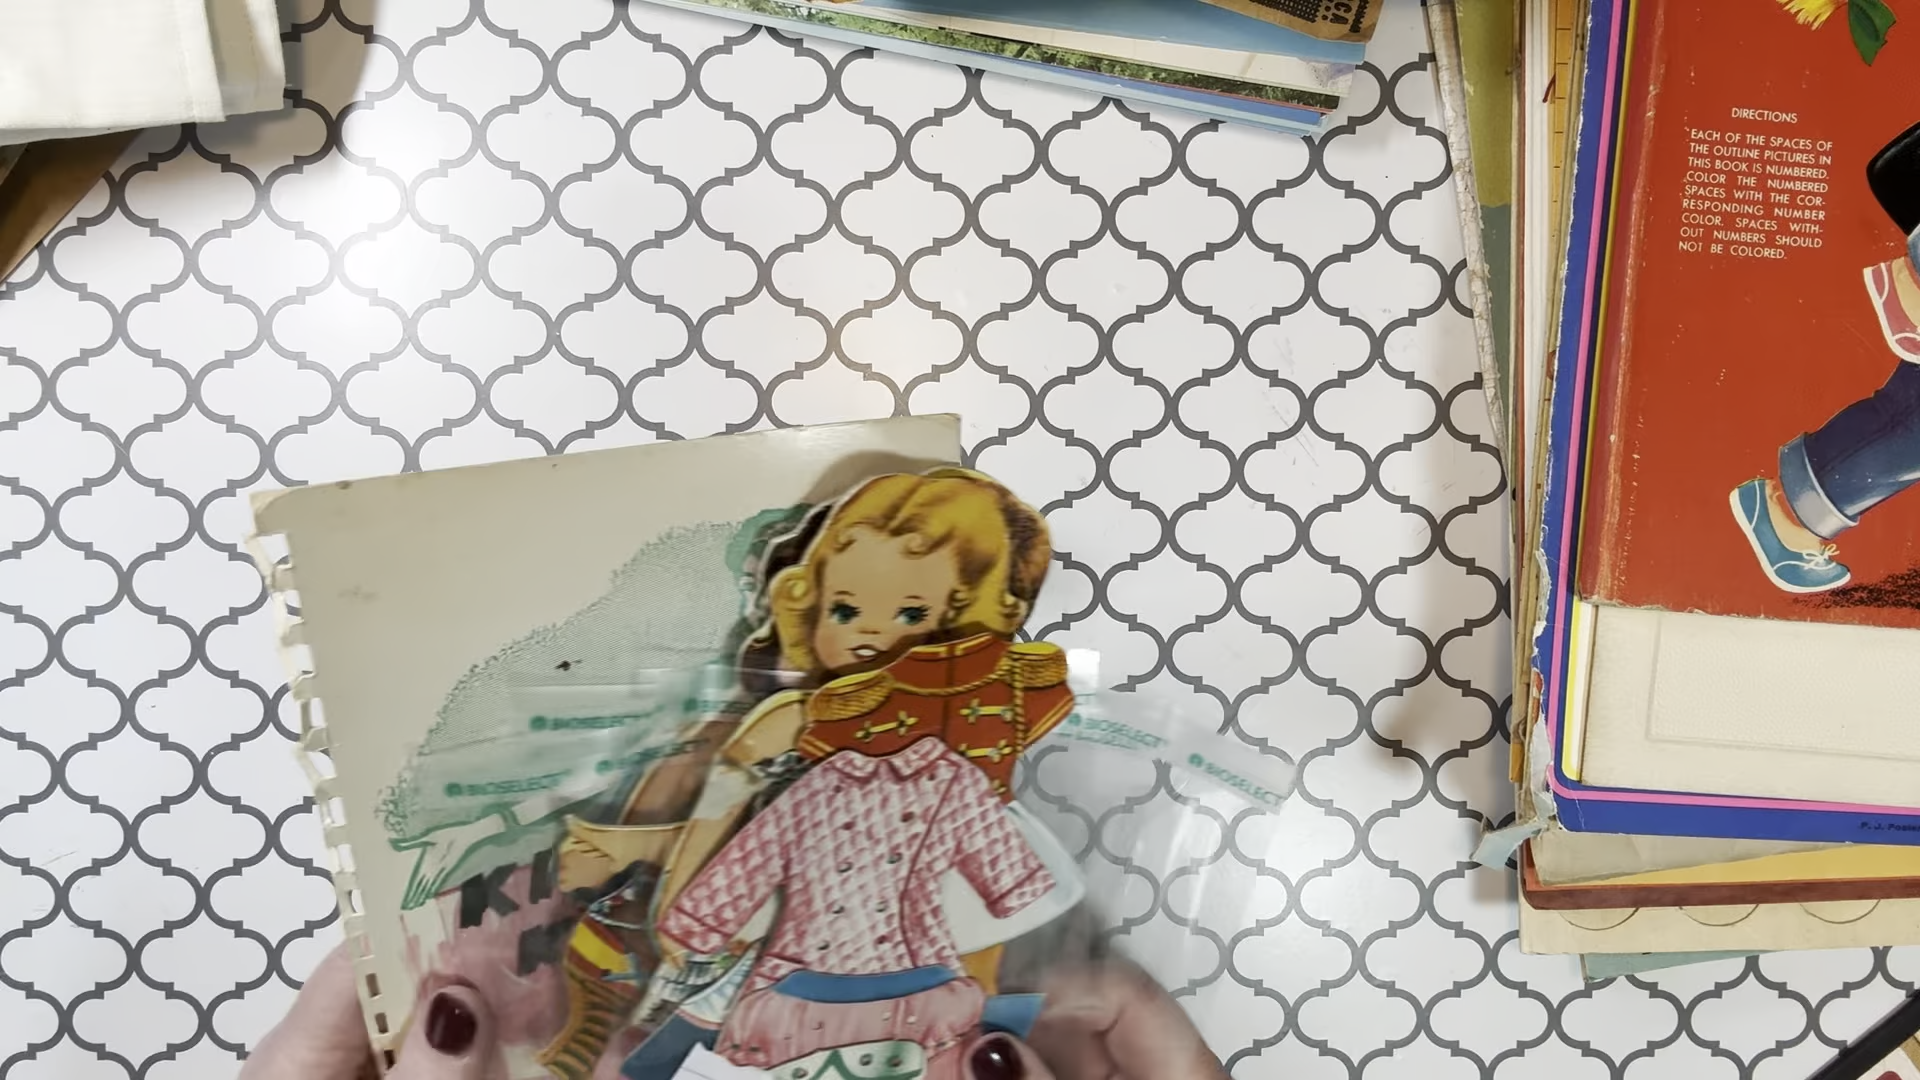 DIRECTIONS
EACH OF THE SPACES OF
THE OUTLINE PICTURES IN
THIS BOOK IS NUMBERED.
COLOR THE NUMBERED
SPACES WITH THE COR-
RESPONDING NUMBER
COLOR. SPACES WITH-
OUT NUMBERS SHOULD
NOT BE COLORED.
BIOSELECT
BIOSELECT
BIOSELECT
BIOSELECT